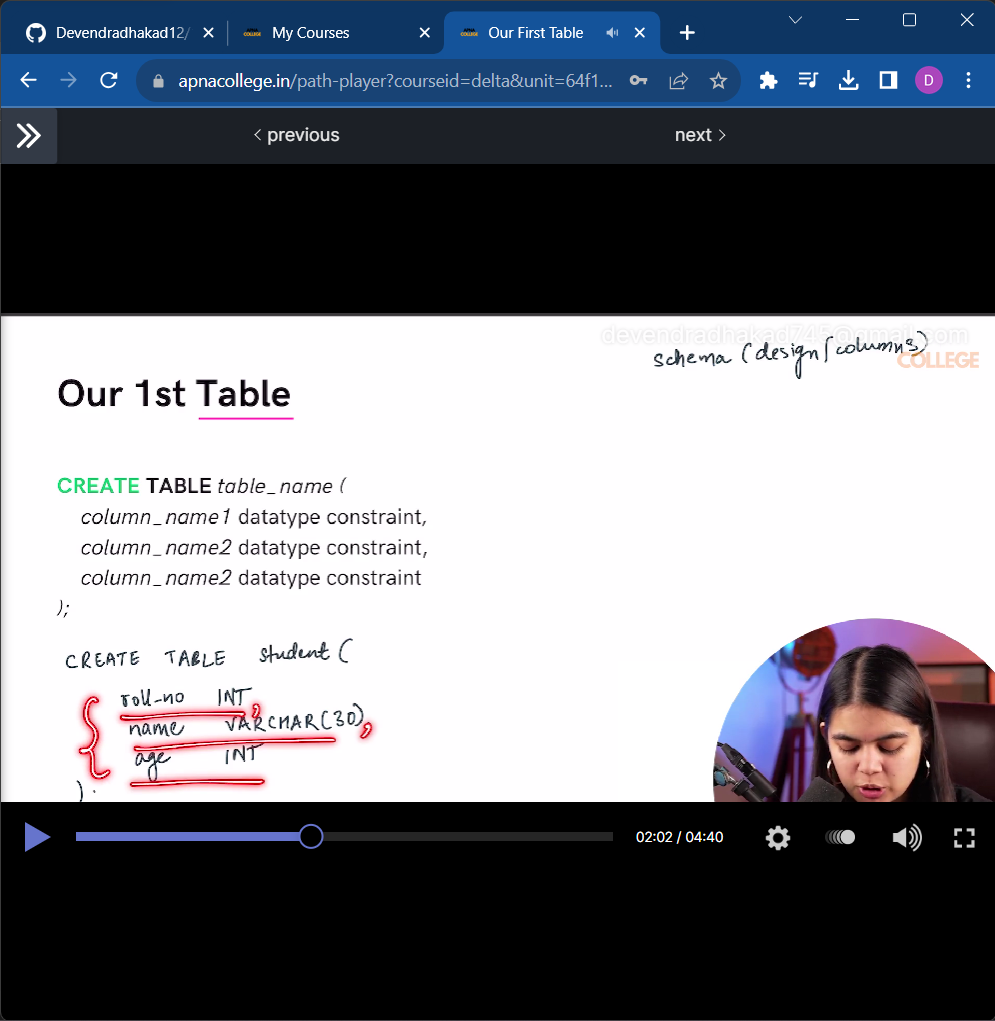 Devendradhakad12/
My Courses
Our First Table
apnacollege.in/path-player?courseid=delta&unit=64f1...
D
< previous
next >
devendradhakad745@gmail.com
schema (design/columns)
COLLEGE
Our 1st Table
CREATE TABLE table_name (
column_name1 datatype constraint,
column_name2 datatype constraint,
column_name2 datatype constraint
);
CREATE TABLE student (
roll-no INT,
name VARCHAR(30),
age INT
);
02:02 / 04:40